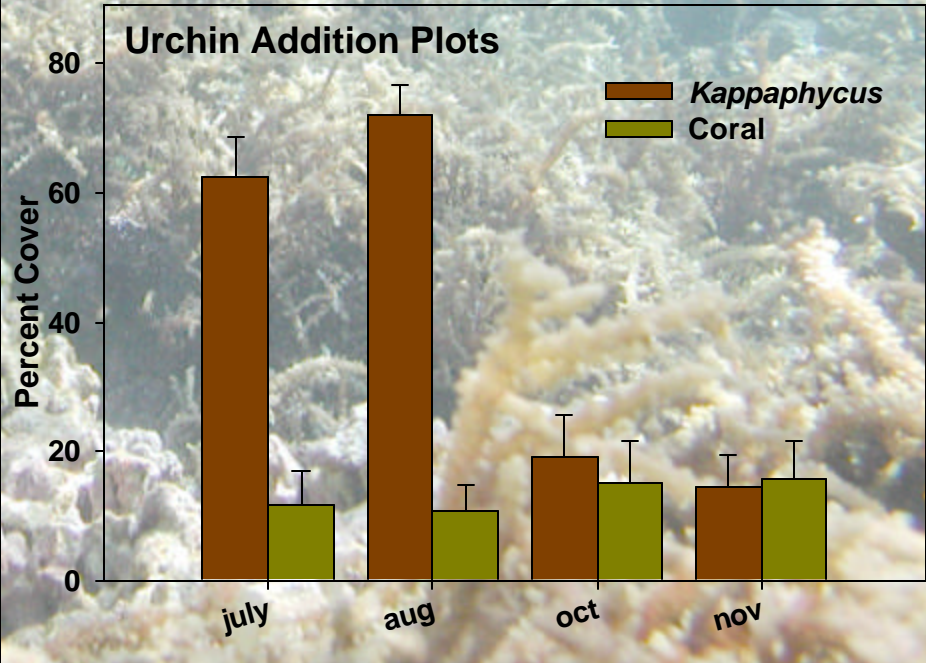 Urchin Addition Plots
Kappaphycus
Coral
Percent Cover
80
60
40
20
0
july
aug
oct
nov